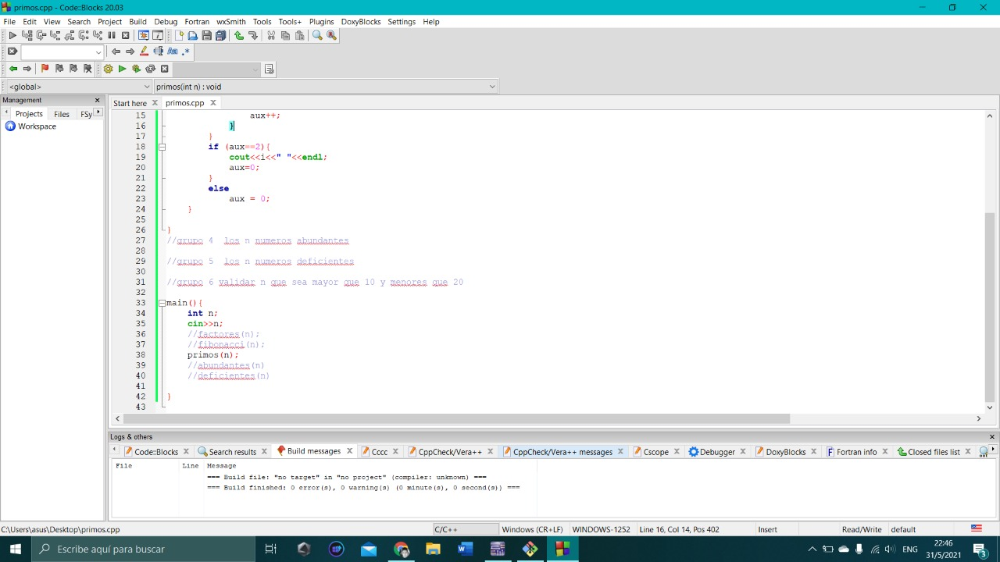 primos.cpp - Code::Blocks 20.03
File Edit View Search Project Build Debug Fortran wxSmith Tools Tools+ Plugins DoxyBlocks Settings Help
<global> primos(int n) : void
Management
Projects Files FSy
Workspace
Start here primos.cpp
15 aux++;
16 }
17 }
18 if (aux==2){
19 cout<<i<<" "<<endl;
20 aux=0;
21 }
22 else
23 aux = 0;
24 }
25
26 }
27 //grupo 4  los n numeros abundantes
28
29 //grupo 5  los n numeros deficientes
30
31 //grupo 6 validar n que sea mayor que 10 y menores que 20
32
33 main(){
34 int n;
35 cin>>n;
36 //factores(n);
37 //fibonacci(n);
38 primos(n);
39 //abundantes(n)
40 //deficientes(n)
41
42 }
43
Logs & others
Code::Blocks Search results Build messages Cccc CppCheck/Vera++ CppCheck/Vera++ messages Cscope Debugger DoxyBlocks Fortran info Closed files list
File Line Message
=== Build file: "no target" in "no project" (compiler: unknown) ===
=== Build finished: 0 error(s), 0 warning(s) (0 minute(s), 0 second(s)) ===
C:\Users\asus\Desktop\primos.cpp C/C++ Windows (CR+LF) WINDOWS-1252 Line 16, Col 14, Pos 402 Insert Read/Write default
Escribe aquí para buscar
ENG
22:46
31/5/2021
3